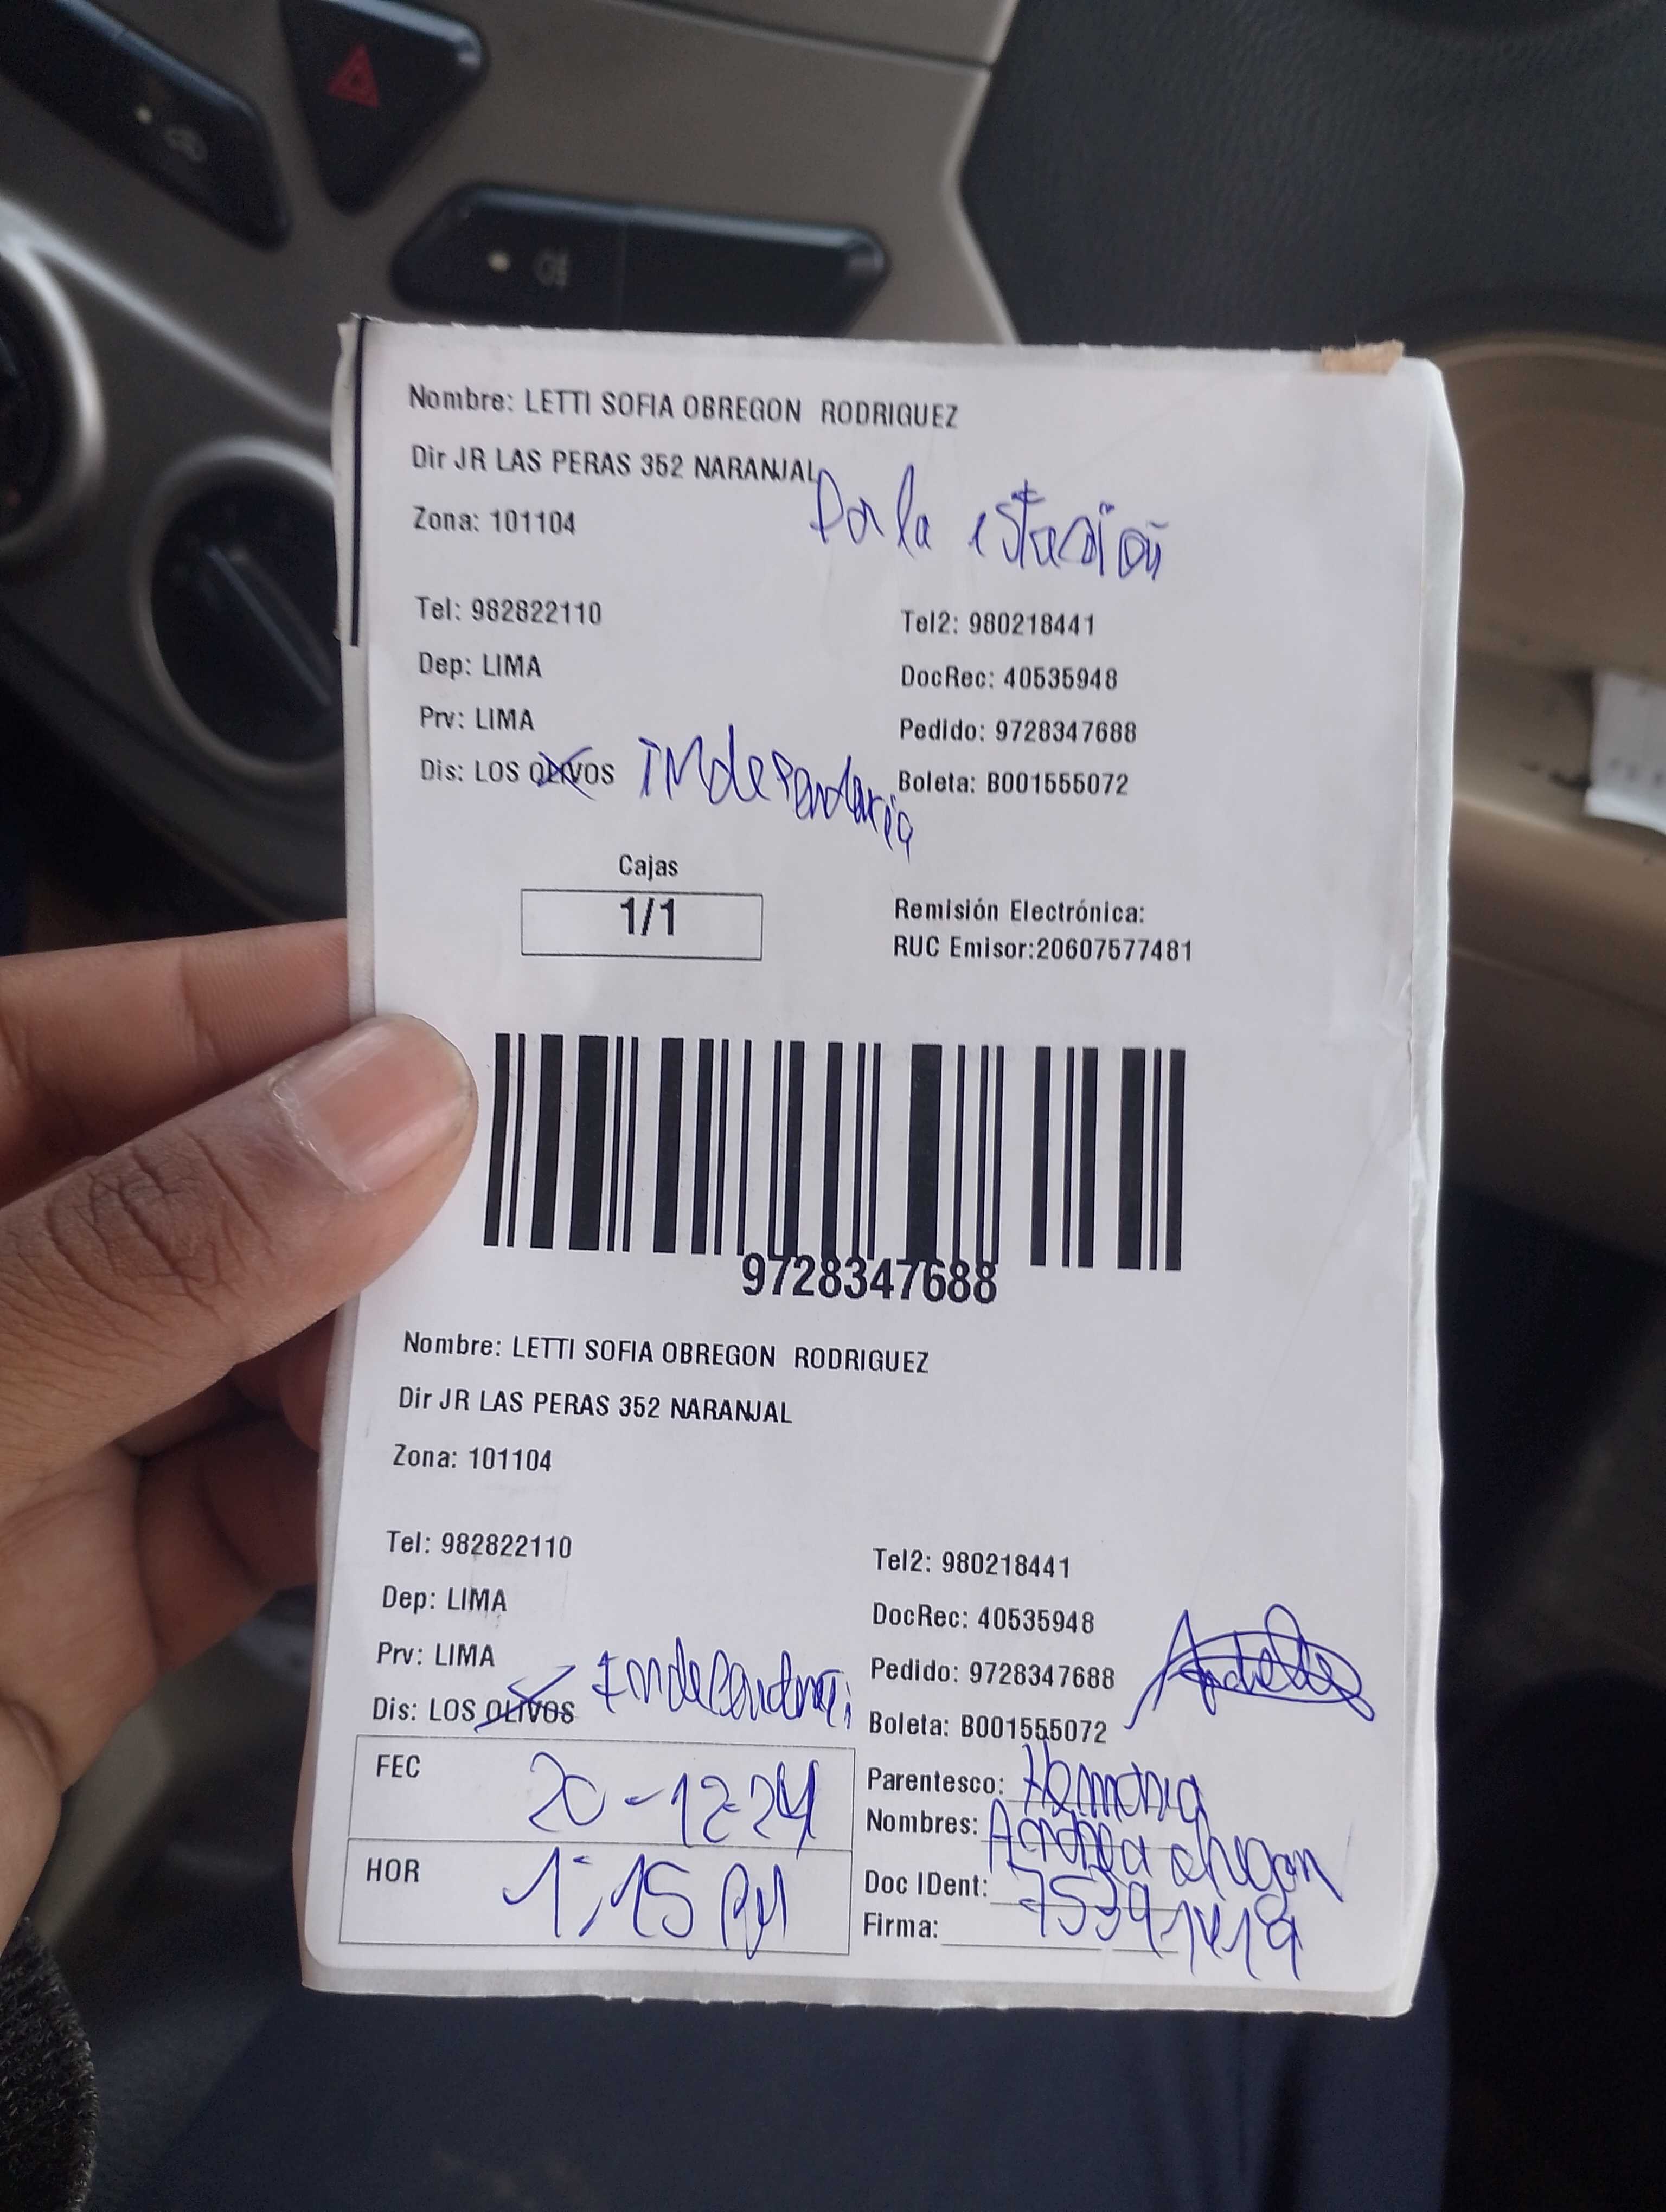 Nombre: LETTI SOFIA OBREGON RODRIGUEZ
Dir JR LAS PERAS 352 NARANJAL
Por la estación
Zona: 101104
Tel: 982822110 Tel2: 980218441
Dep: LIMA DocRec: 40535948
Prv: LIMA Pedido: 9728347688
Dis: LOS OLIVOS Boleta: B001555072
Cajas
1/1
Remisión Electrónica:
RUC Emisor:20607577481
9728347688
Nombre: LETTI SOFIA OBREGON RODRIGUEZ
Dir JR LAS PERAS 352 NARANJAL
Zona: 101104
Tel: 982822110 Tel2: 980218441
Dep: LIMA DocRec: 40535948
Prv: LIMA Pedido: 9728347688
Dis: LOS OLIVOS Boleta: B001555072
FEC 20-12-24
HOR 1:15 PM
Parentesco:
Nombres:
Doc IDent: 75391419
Firma: